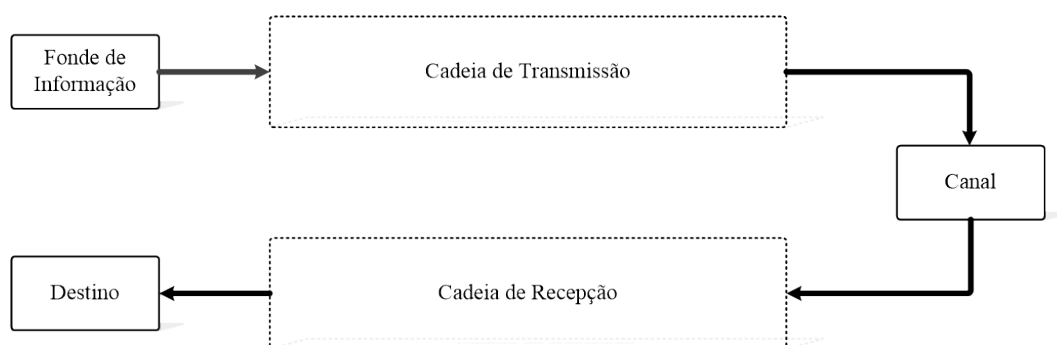 Fonde de
Informação
Cadeia de Transmissão
Canal
Destino
Cadeia de Recepção